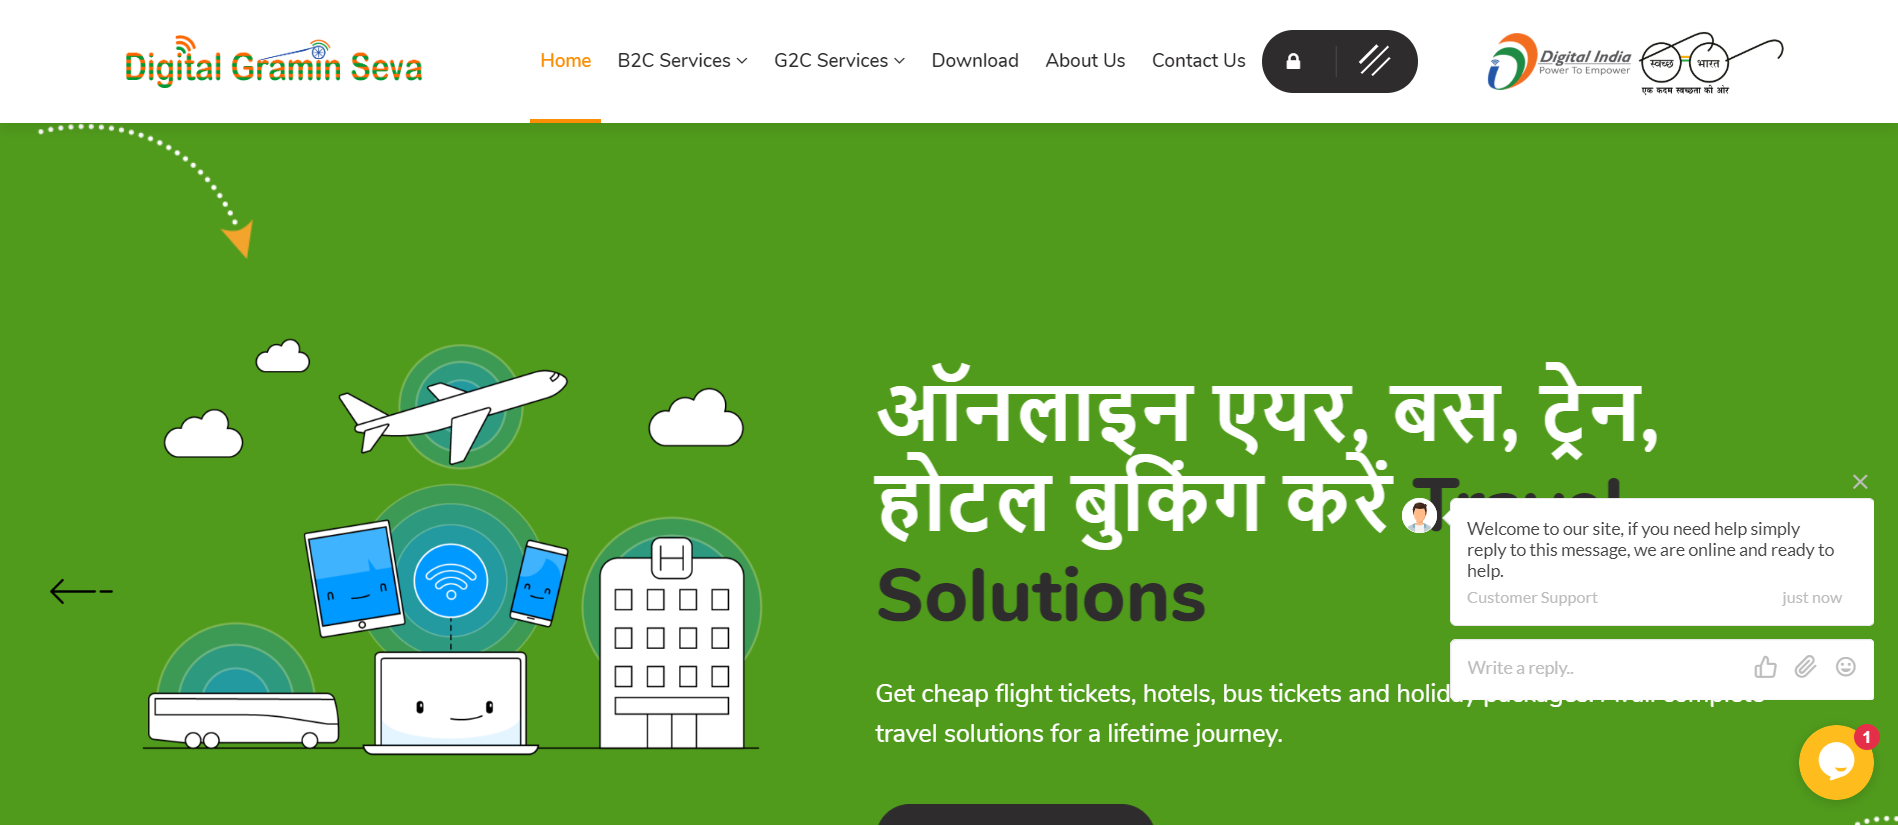 Digital Gramin Seva
Home
B2C Services
G2C Services
Download
About Us
Contact Us
Digital India
Power To Empower
स्वच्छ
भारत
एक कदम स्वच्छता की ओर
ऑनलाइन एयर, बस, ट्रेन,
होटल बुकिंग करें Travel
Solutions
Get cheap flight tickets, hotels, bus tickets and holiday packages.
travel solutions for a lifetime journey.
Welcome to our site, if you need help simply
reply to this message, we are online and ready to
help.
Customer Support
just now
Write a reply..
1